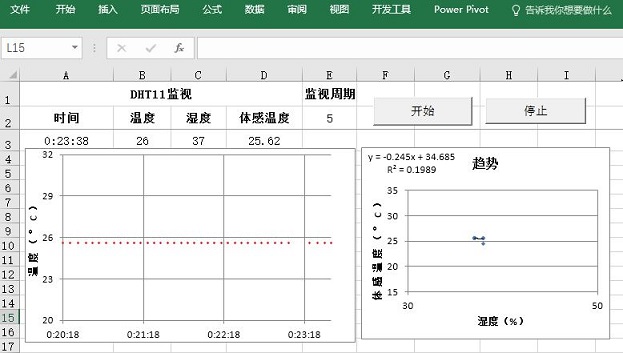 文件 开始 插入 页面布局 公式 数据 审阅 视图 开发工具 Power Pivot 告诉我你想要做什么
L15 fx
A B C D E F G H I
1 DHT11监视 监视周期
2 时间 温度 湿度 体感温度 5 开始 停止
3 0:23:38 26 37 25.62
4
5
6
7
8
9
10
11
12
13
14
15
16
17
32
29
26
23
20
温度(°C)
0:20:18 0:21:18 0:22:18 0:23:18
y = -0.245x + 34.685
R² = 0.1989
趋势
35
30
25
20
15
体感温度(°C)
30 50
湿度(%)